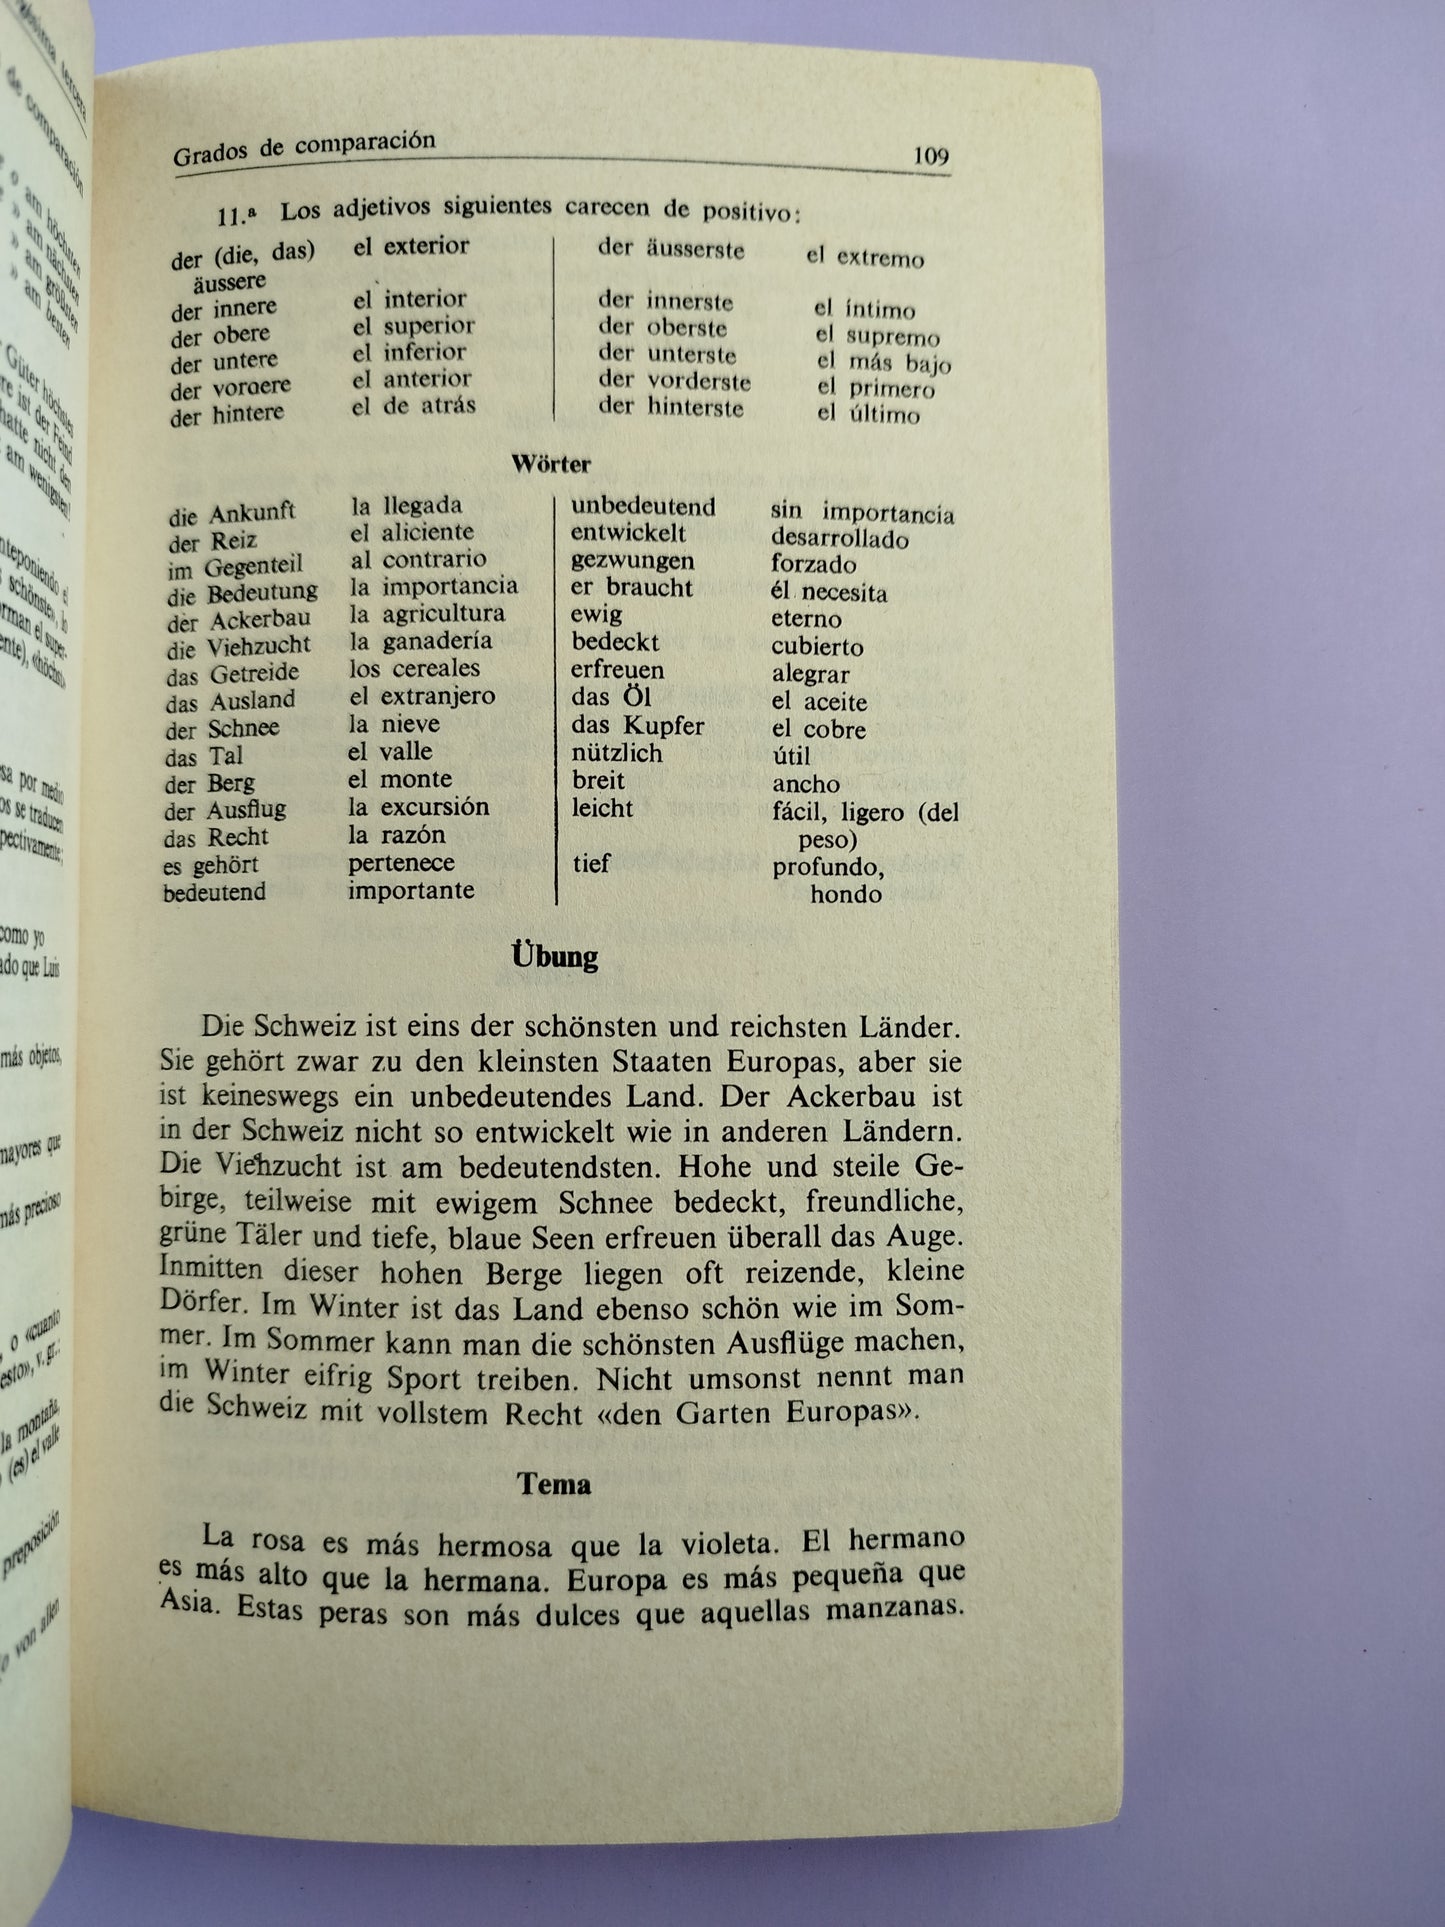 Grados de comparación 109
11.ª Los adjetivos siguientes carecen de positivo:
der (die, das) äussere el exterior der äusserste el extremo
der innere el interior der innerste el íntimo
der obere el superior der oberste el supremo
der untere el inferior der unterste el más bajo
der vordere el anterior der vorderste el primero
der hintere el de atrás der hinterste el último
Wörter
die Ankunft la llegada unbedeutend sin importancia
der Reiz el aliciente entwickelt desarrollado
im Gegenteil al contrario gezwungen forzado
die Bedeutung la importancia er braucht él necesita
der Ackerbau la agricultura ewig eterno
die Viehzucht la ganadería bedeckt cubierto
das Getreide los cereales erfreuen alegrar
das Ausland el extranjero das Öl el aceite
der Schnee la nieve das Kupfer el cobre
das Tal el valle nützlich útil
der Berg el monte breit ancho
der Ausflug la excursión leicht fácil, ligero (del
das Recht la razón peso)
es gehört pertenece tief profundo,
bedeutend importante hondo
Übung
Die Schweiz ist eins der schönsten und reichsten Länder.
Sie gehört zwar zu den kleinsten Staaten Europas, aber sie
ist keineswegs ein unbedeutendes Land. Der Ackerbau ist
in der Schweiz nicht so entwickelt wie in anderen Ländern.
Die Viehzucht ist am bedeutendsten. Hohe und steile Ge-
birge, teilweise mit ewigem Schnee bedeckt, freundliche,
grüne Täler und tiefe, blaue Seen erfreuen überall das Auge.
Inmitten dieser hohen Berge liegen oft reizende, kleine
Dörfer. Im Winter ist das Land ebenso schön wie im Som-
mer. Im Sommer kann man die schönsten Ausflüge machen,
im Winter eifrig Sport treiben. Nicht umsonst nennt man
die Schweiz mit vollstem Recht «den Garten Europas».
Tema
La rosa es más hermosa que la violeta. El hermano
es más alto que la hermana. Europa es más pequeña que
Asia. Estas peras son más dulces que aquellas manzanas.